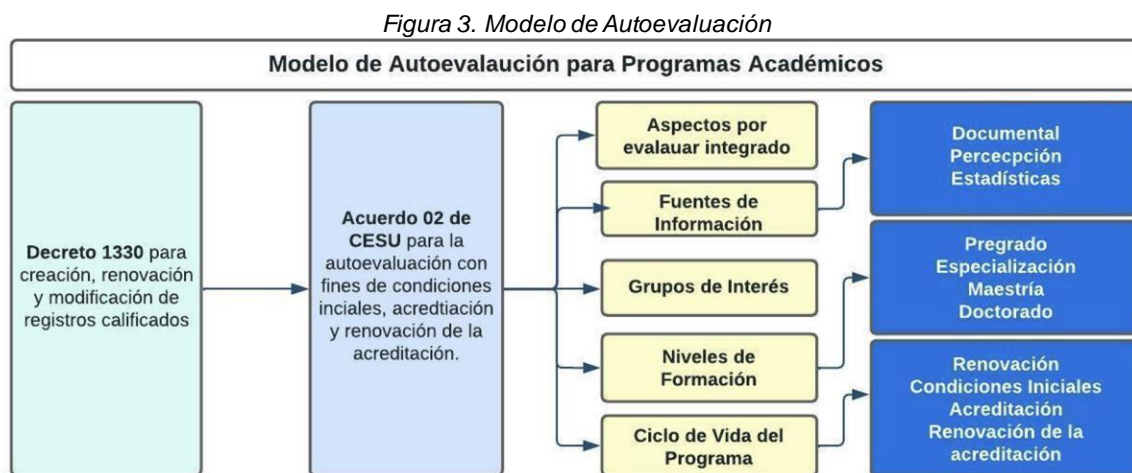 Figura 3. Modelo de Autoevaluación
Modelo de Autoevalaución para Programas Académicos
Decreto 1330 para
creación, renovación
y modificación de
registros calificados
Acuerdo 02 de
CESU para la
autoevaluación con
fines de condiciones
inciales, acredtiación
y renovación de la
acreditación.
Aspectos por
evalauar integrado
Fuentes de
Información
Grupos de Interés
Niveles de
Formación
Ciclo de Vida del
Programa
Documental
Percecpción
Estadísticas
Pregrado
Especialización
Maestría
Doctorado
Renovación
Condiciones Iniciales
Acreditación
Renovación de la
acreditación